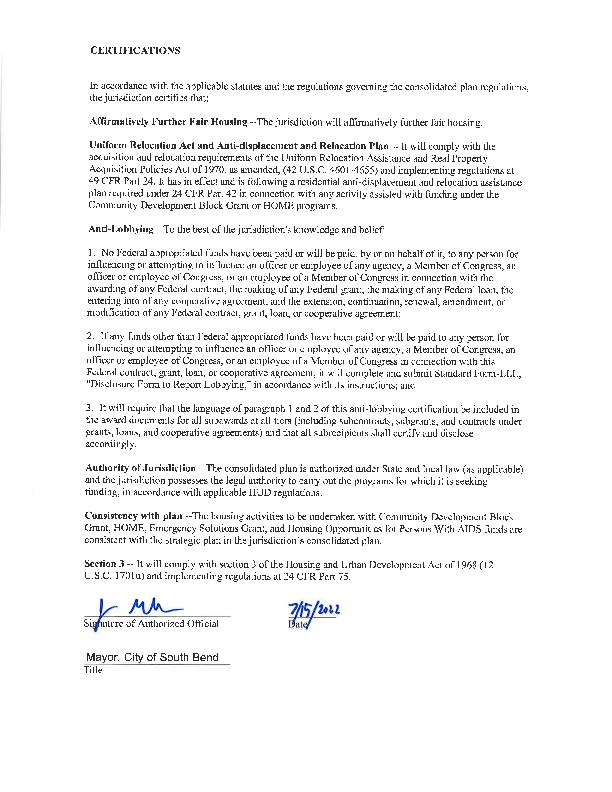 CERTIFICATIONS
In accordance with the applicable statutes and the regulations governing the consolidated plan regulations,
the jurisdiction certifies that:
Affirmatively Further Fair Housing --The jurisdiction will affirmatively further fair housing.
Uniform Relocation Act and Anti-displacement and Relocation Plan -- It will comply with the
acquisition and relocation requirements of the Uniform Relocation Assistance and Real Property
Acquisition Policies Act of 1970, as amended, (42 U.S.C. 4601-4655) and implementing regulations at
49 CFR Part 24. It has in effect and is following a residential anti-displacement and relocation assistance
plan required under 24 CFR Part 42 in connection with any activity assisted with funding under the
Community Development Block Grant or HOME programs.
Anti-Lobbying --To the best of the jurisdiction's knowledge and belief:
1. No Federal appropriated funds have been paid or will be paid, by or on behalf of it, to any person for
influencing or attempting to influence an officer or employee of any agency, a Member of Congress, an
officer or employee of Congress, or an employee of a Member of Congress in connection with the
awarding of any Federal contract, the making of any Federal grant, the making of any Federal loan, the
entering into of any cooperative agreement, and the extension, continuation, renewal, amendment, or
modification of any Federal contract, grant, loan, or cooperative agreement;
2. If any funds other than Federal appropriated funds have been paid or will be paid to any person for
influencing or attempting to influence an officer or employee of any agency, a Member of Congress, an
officer or employee of Congress, or an employee of a Member of Congress in connection with this
Federal contract, grant, loan, or cooperative agreement, it will complete and submit Standard Form-LLL,
"Disclosure Form to Report Lobbying," in accordance with its instructions; and
3. It will require that the language of paragraph 1 and 2 of this anti-lobbying certification be included in
the award documents for all subawards at all tiers (including subcontracts, subgrants, and contracts under
grants, loans, and cooperative agreements) and that all subrecipients shall certify and disclose
accordingly.
Authority of Jurisdiction --The consolidated plan is authorized under State and local law (as applicable)
and the jurisdiction possesses the legal authority to carry out the programs for which it is seeking
funding, in accordance with applicable HUD regulations.
Consistency with plan --The housing activities to be undertaken with Community Development Block
Grant, HOME, Emergency Solutions Grant, and Housing Opportunities for Persons With AIDS funds are
consistent with the strategic plan in the jurisdiction's consolidated plan.
Section 3 -- It will comply with section 3 of the Housing and Urban Development Act of 1968 (12
U.S.C. 1701u) and implementing regulations at 24 CFR Part 75.
7/15/2022
Signature of Authorized Official Date
Mayor, City of South Bend
Title